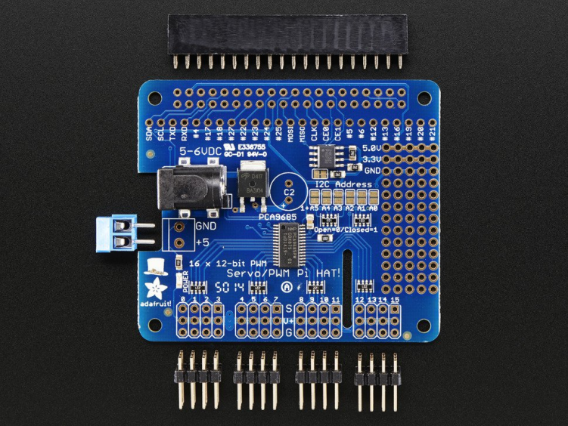 SDA SCL TXD RXD #4 #17 #18 #27 #22 #23 #24 #25 MOSI MISO CLK CE0 CE1 #5 #6 #12 #13 #16 #19 #20 #21
5-6VDC
E336755
GC-01 94V-0
5.0V
3.3V
GND
C2
I2C Address
1+A5 A4 A3 A2 A1 A0
PCA9685
Open=0/Closed=1
GND
+5
16 x 12-bit PWM
Servo/PWM Pi HAT!
adafruit!
POWER
5014
0 1 2 3 4 5 6 7 8 9 10 11 12 13 14 15
S
V+
G